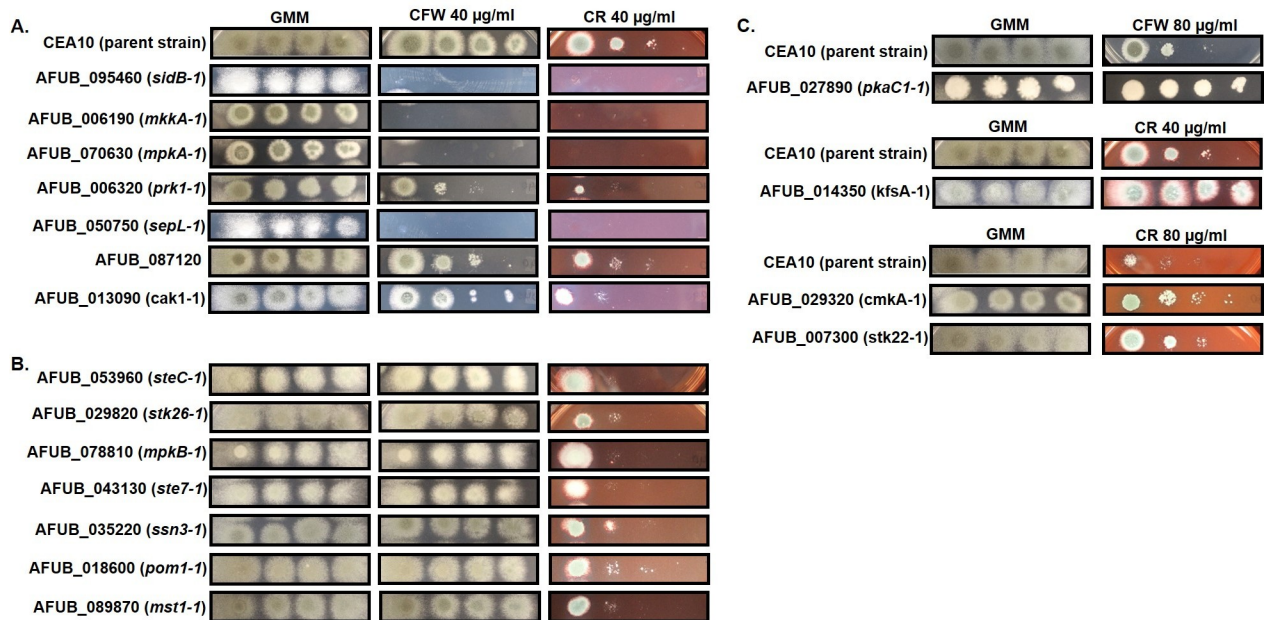 A.
GMM CFW 40 µg/ml CR 40 µg/ml
CEA10 (parent strain)
AFUB_095460 (sidB-1)
AFUB_006190 (mkkA-1)
AFUB_070630 (mpkA-1)
AFUB_006320 (prk1-1)
AFUB_050750 (sepL-1)
AFUB_087120
AFUB_013090 (cak1-1)
B.
AFUB_053960 (steC-1)
AFUB_029820 (stk26-1)
AFUB_078810 (mpkB-1)
AFUB_043130 (ste7-1)
AFUB_035220 (ssn3-1)
AFUB_018600 (pom1-1)
AFUB_089870 (mst1-1)
C.
GMM CFW 80 µg/ml
CEA10 (parent strain)
AFUB_027890 (pkaC1-1)
GMM CR 40 µg/ml
CEA10 (parent strain)
AFUB_014350 (kfsA-1)
GMM CR 80 µg/ml
CEA10 (parent strain)
AFUB_029320 (cmkA-1)
AFUB_007300 (stk22-1)